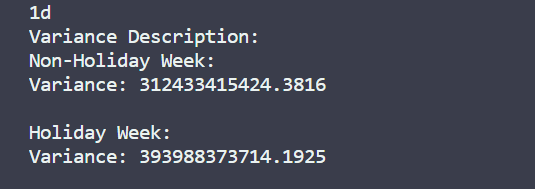 1d
Variance Description:
Non-Holiday Week:
Variance: 312433415424.3816
Holiday Week:
Variance: 393988373714.1925